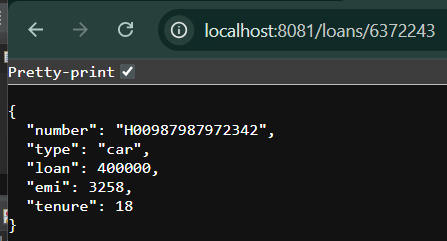 localhost:8081/loans/6372243
Pretty-print
{
"number": "H00987987972342",
"type": "car",
"loan": 400000,
"emi": 3258,
"tenure": 18
}